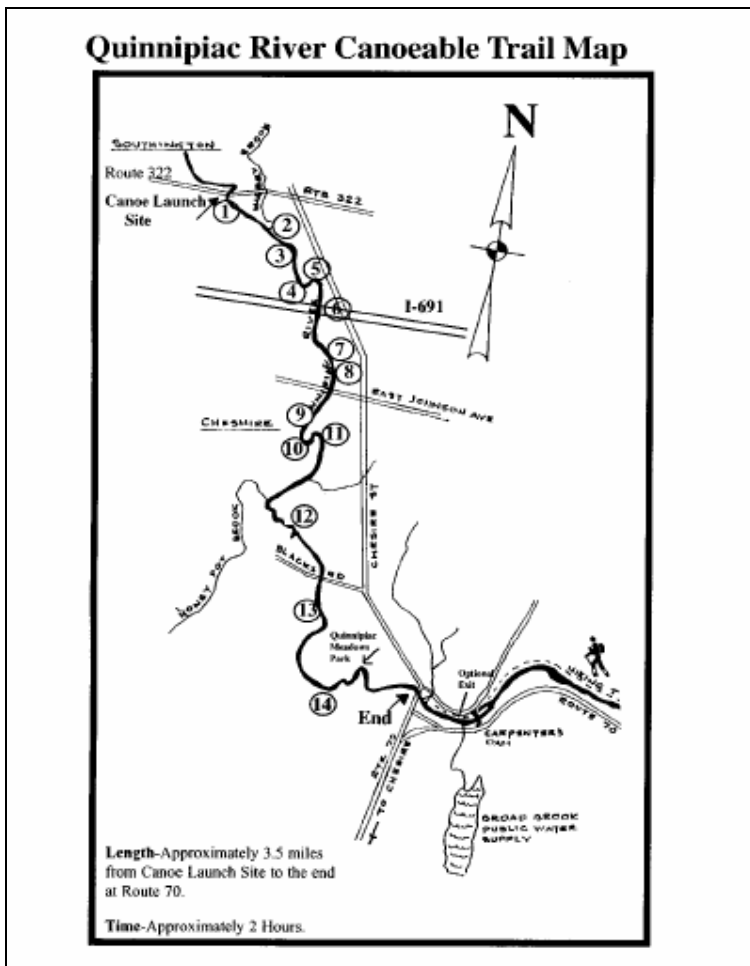 Quinnipiac River Canoeable Trail Map
N
SOUTHINGTON
Route 322
BROOK
RTE 322
Canoe Launch
Site
1
2
3
5
4
6
I-691
RIVER
7
8
EAST JOHNSON AVE
9
CHESHIRE
11
10
12
HONEY POT
BROOK
CHESIRE ST
BLACKS RD
13
Quinnipiac
Meadows
Park
14
End
Optional
Exit
HIKING T.
ROUTE 70
CARPENTERS
DAM
RTE 70
TO CHESIRE
BROAD BROOK
PUBLIC WATER
SUPPLY
Length-Approximately 3.5 miles
from Canoe Launch Site to the end
at Route 70.
Time-Approximately 2 Hours.